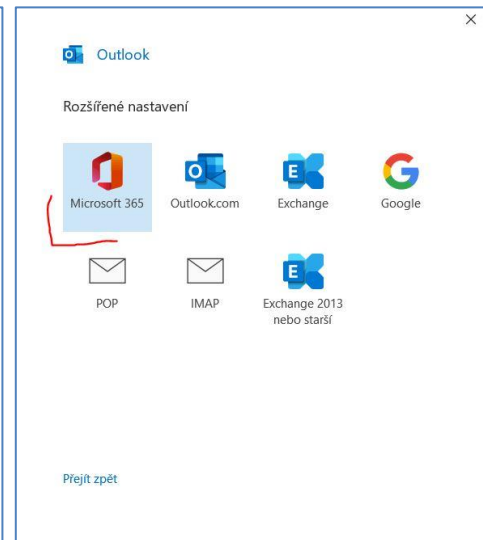 Outlook
Rozšířené nastavení
Microsoft 365
Outlook.com
Exchange
Google
POP
IMAP
Exchange 2013
nebo starší
Přejít zpět